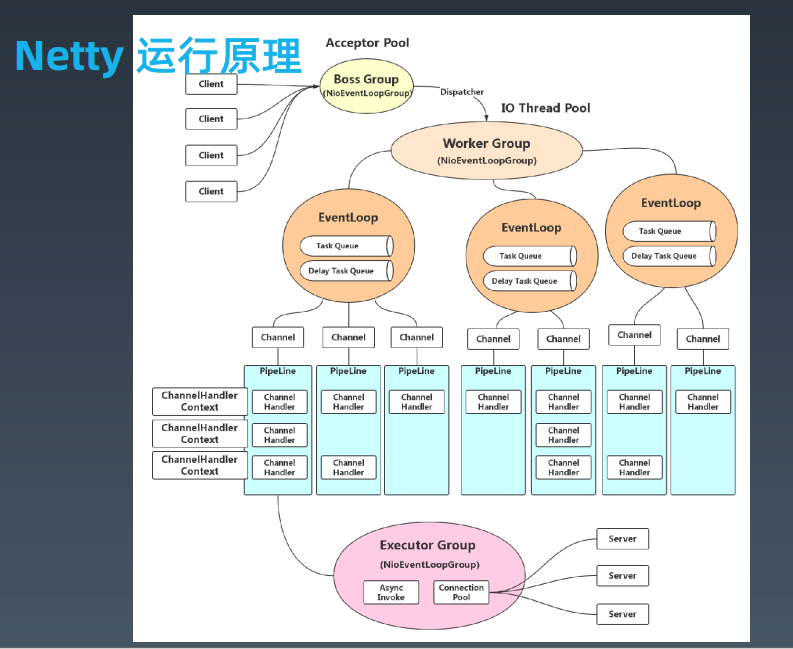 Netty 运行原理
Acceptor Pool
Boss Group
(NioEventLoopGroup)
Client
Client
Client
Client
Dispatcher
IO Thread Pool
Worker Group
(NioEventLoopGroup)
EventLoop
Task Queue
Delay Task Queue
EventLoop
Task Queue
Delay Task Queue
EventLoop
Task Queue
Delay Task Queue
Channel
Channel
Channel
Channel
Channel
Channel
Channel
PipeLine
PipeLine
PipeLine
PipeLine
PipeLine
PipeLine
PipeLine
ChannelHandler
Context
ChannelHandler
Context
ChannelHandler
Context
Channel
Handler
Channel
Handler
Channel
Handler
Channel
Handler
Channel
Handler
Channel
Handler
Channel
Handler
Channel
Handler
Channel
Handler
Channel
Handler
Channel
Handler
Channel
Handler
Executor Group
(NioEventLoopGroup)
Async
Invoke
Connection
Pool
Server
Server
Server